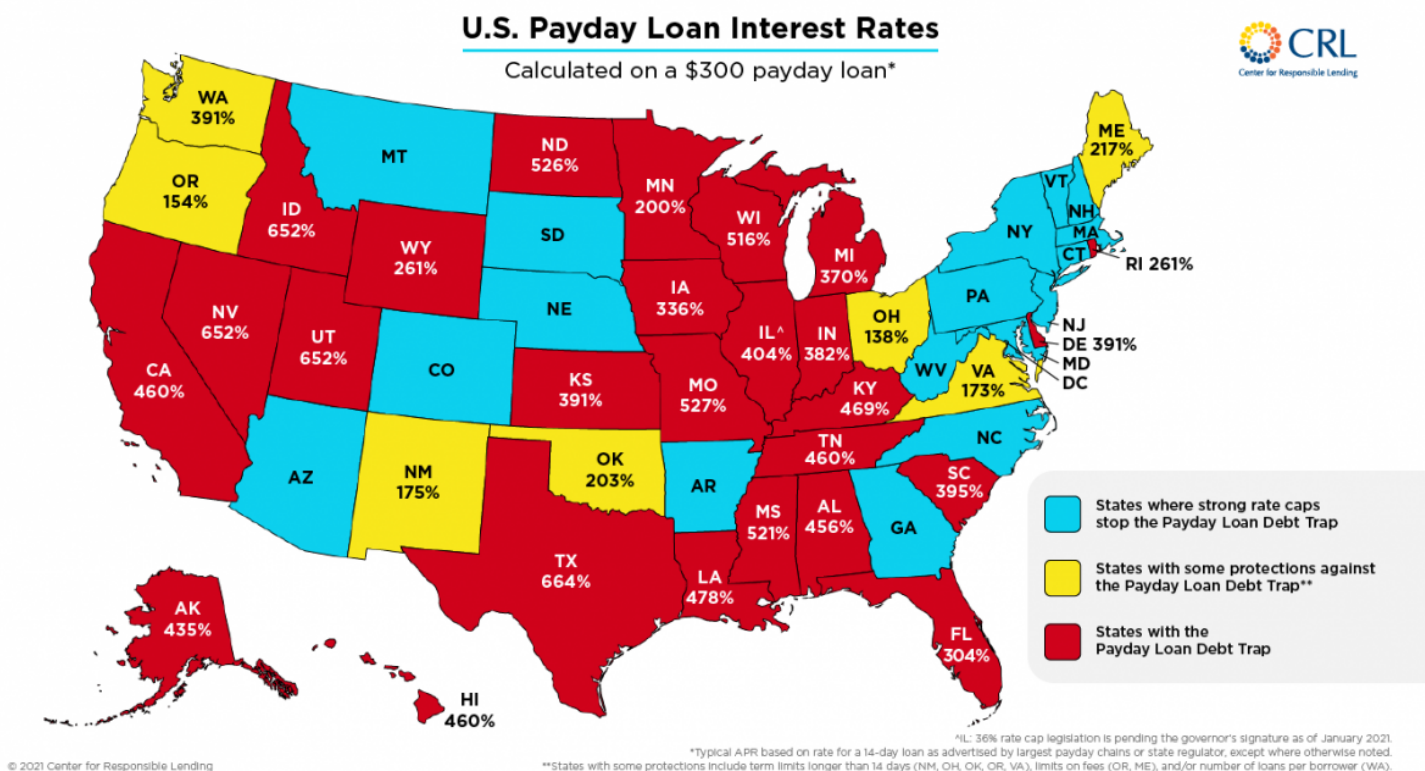 U.S. Payday Loan Interest Rates
Calculated on a $300 payday loan*
CRL
Center for Responsible Lending
WA
391%
OR
154%
ID
652%
MT
ND
526%
MN
200%
WI
516%
MI
370%
ME
217%
VT
NH
NY
MA
CT
RI 261%
SD
WY
261%
NV
652%
UT
652%
CA
460%
CO
NE
IA
336%
IL^
404%
IN
382%
OH
138%
PA
NJ
DE 391%
MD
DC
WV
VA
173%
KS
391%
MO
527%
KY
469%
TN
460%
NC
SC
395%
AZ
NM
175%
OK
203%
AR
MS
521%
AL
456%
GA
TX
664%
LA
478%
FL
304%
AK
435%
HI
460%
States where strong rate caps
stop the Payday Loan Debt Trap
States with some protections against
the Payday Loan Debt Trap**
States with the
Payday Loan Debt Trap
^IL: 36% rate cap legislation is pending the governor's signature as of January 2021.
*Typical APR based on rate for a 14-day loan as advertised by largest payday chains or state regulator, except where otherwise noted.
© 2021 Center for Responsible Lending
**States with some protections include term limits longer than 14 days (NM, OH, OK, OR, VA), limits on fees (OR, ME), and/or number of loans per borrower (WA).